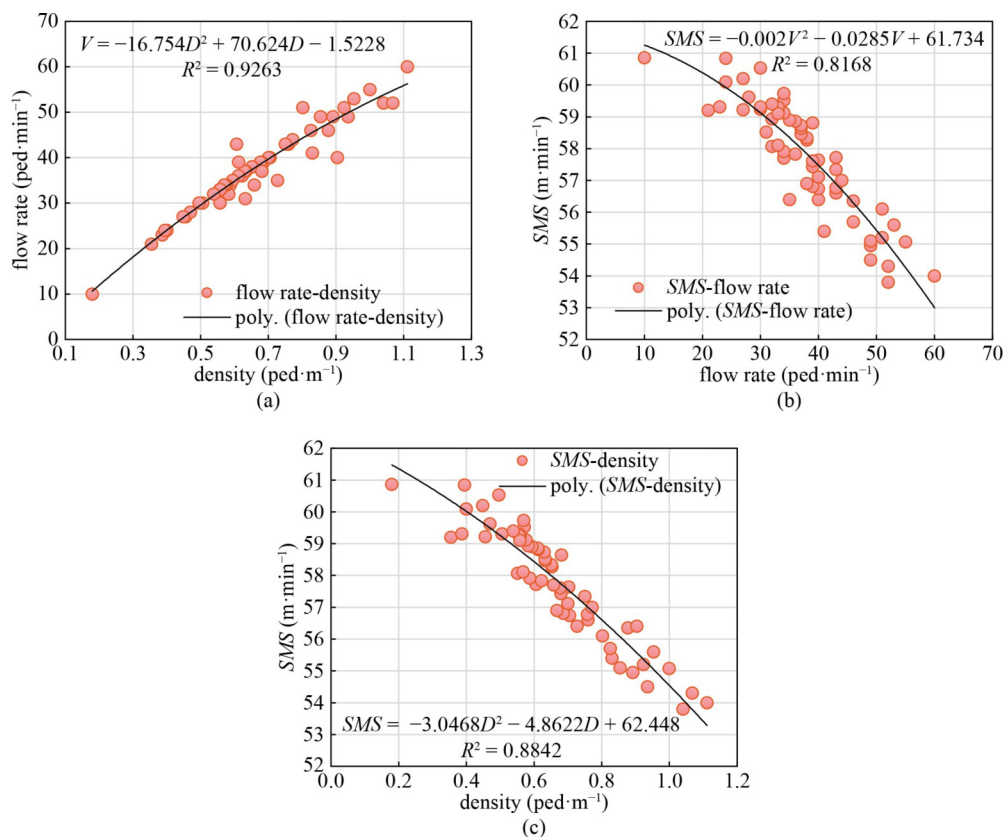 V = −16.754D² + 70.624D − 1.5228
R² = 0.9263
70
60
50
40
30
20
10
0
flow rate (ped·min⁻¹)
flow rate-density
poly. (flow rate-density)
0.1 0.3 0.5 0.7 0.9 1.1 1.3
density (ped·m⁻¹)
(a)
SMS = −0.002V² − 0.0285V + 61.734
R² = 0.8168
62
61
60
59
58
57
56
55
54
53
52
SMS (m·min⁻¹)
SMS-flow rate
poly. (SMS-flow rate)
0 10 20 30 40 50 60 70
flow rate (ped·min⁻¹)
(b)
SMS-density
poly. (SMS-density)
62
61
60
59
58
57
56
55
54
53
52
SMS (m·min⁻¹)
SMS = −3.0468D² − 4.8622D + 62.448
R² = 0.8842
0.0 0.2 0.4 0.6 0.8 1.0 1.2
density (ped·m⁻¹)
(c)